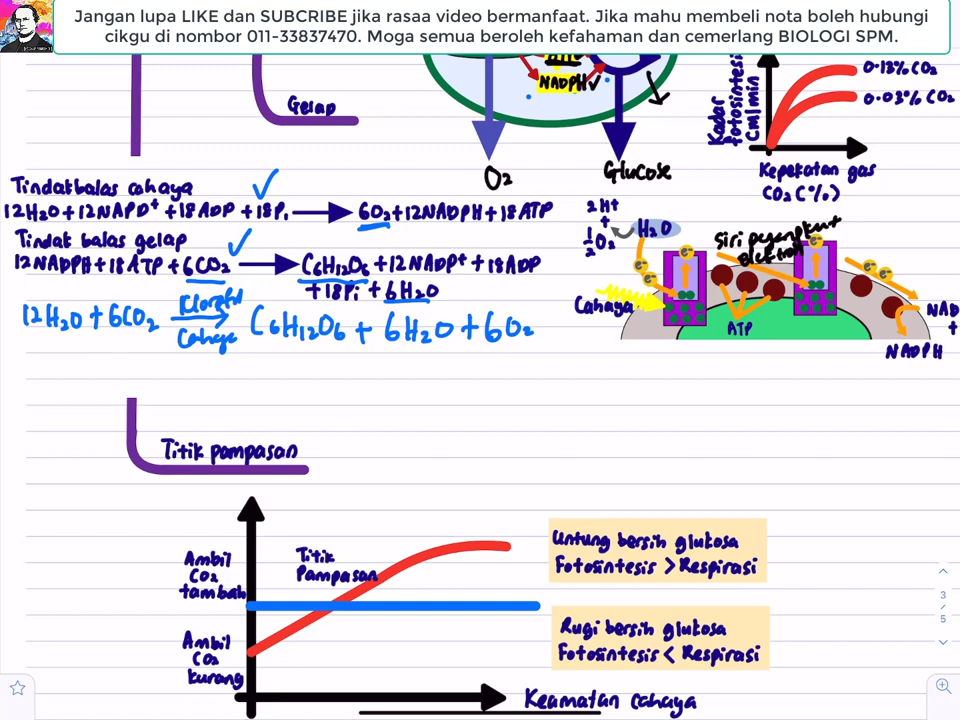 Jangan lupa LIKE dan SUBCRIBE jika rasaa video bermanfaat. Jika mahu membeli nota boleh hubungi
cikgu di nombor 011-33837470. Moga semua beroleh kefahaman dan cemerlang BIOLOGI SPM.
Gelap
NADPH
O₂
Glucose
Kadar
fotosintesis
cm/min
0.13% CO₂
0.03% CO₂
Kepekatan gas
CO₂ (%)
Tindakbalas cahaya
12H₂O + 12NAPD⁺ + 18ADP + 18Pi → 6O₂ + 12NADPH + 18ATP
Tindak balas gelap
12NADPH + 18ATP + 6CO₂ → C₆H₁₂O₆ + 12NADP⁺ + 18ADP
+ 18Pi + 6H₂O
12H₂O + 6CO₂ Klorofil Cahaya → C₆H₁₂O₆ + 6H₂O + 6O₂
2H⁺
+
½O₂
H₂O
Siri pengangkut
elektron
e⁻ e⁻
e⁻ e⁻
e⁻ e⁻
Cahaya
ATP
NAD
+
NADPH
Titik pampasan
Ambil
CO₂
tambah
Titik
Pampasan
Ambil
CO₂
kurang
Keamatan cahaya
Untung bersih glutosa
Fotosintesis > Respirasi
Rugi bersih glutosa
Fotosintesis < Respirasi
3
/
5